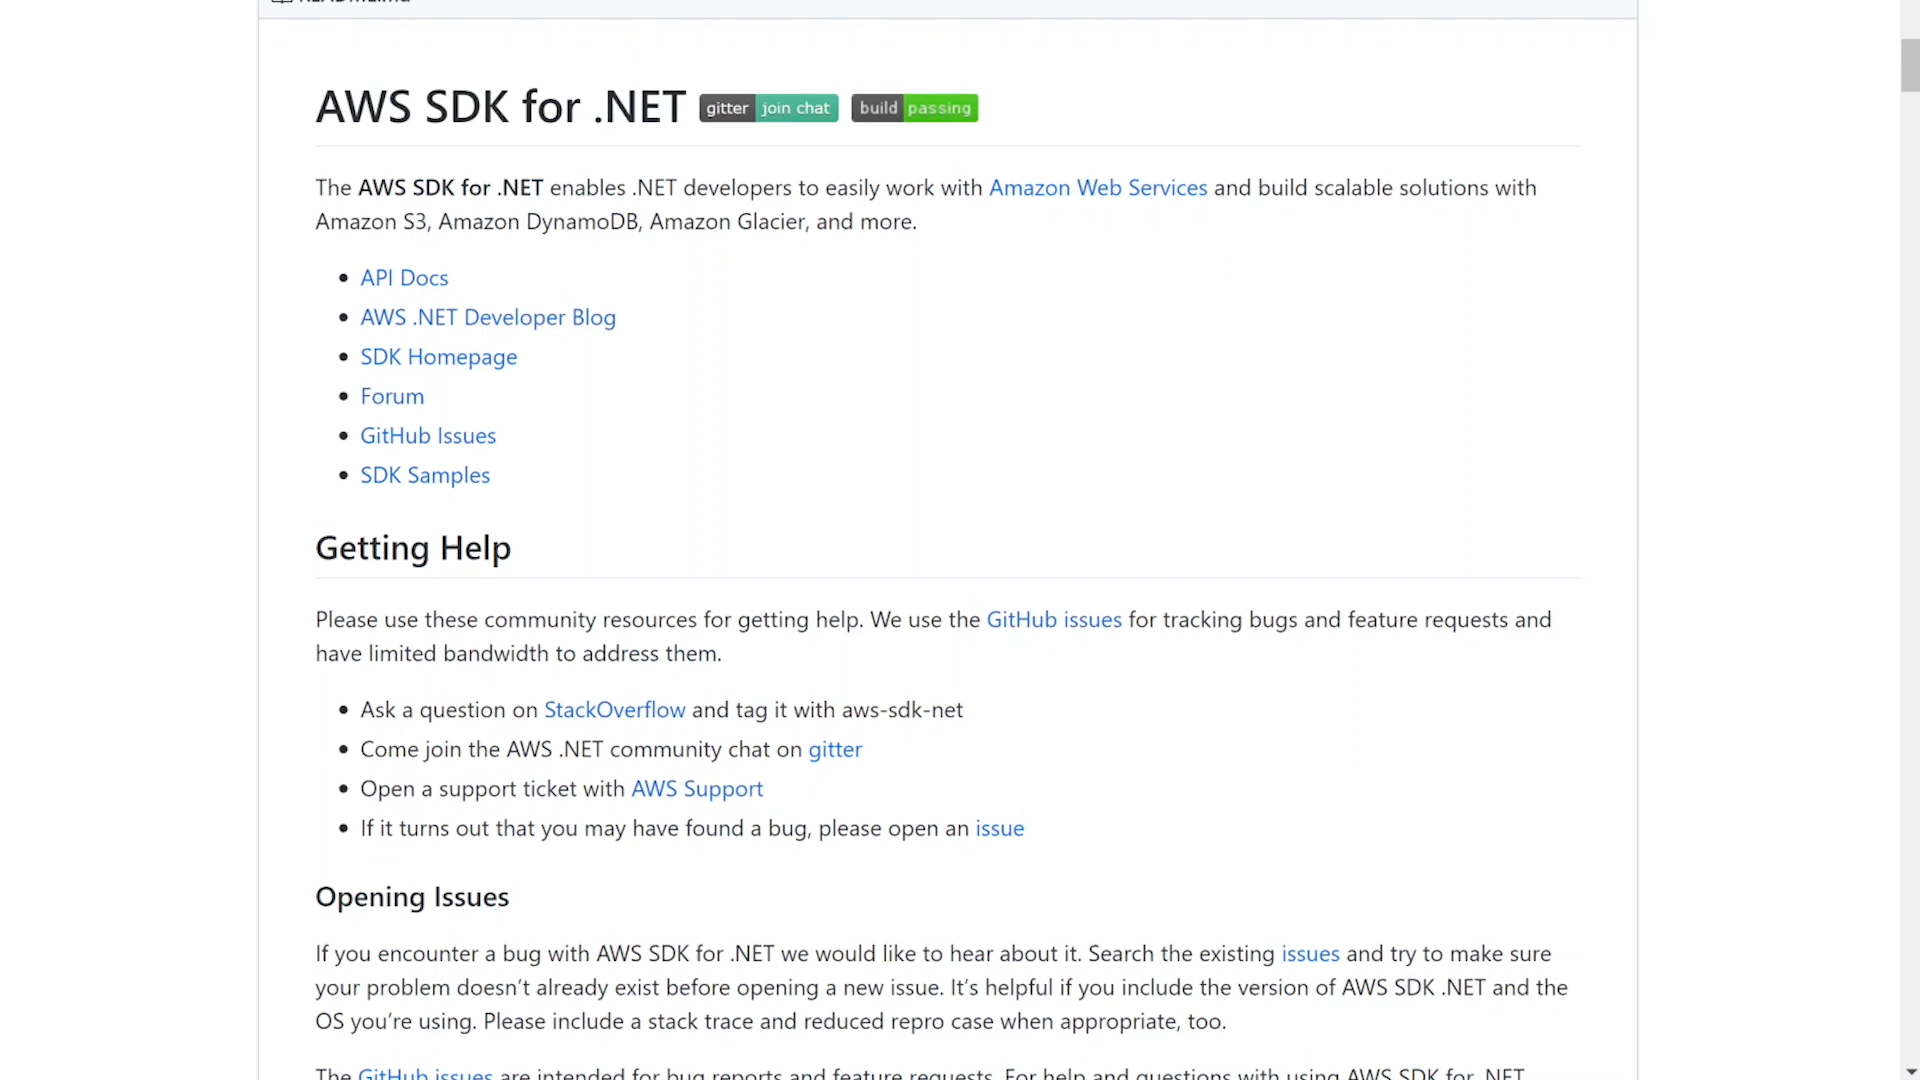 README.md
AWS SDK for .NET gitter join chat build passing
The AWS SDK for .NET enables .NET developers to easily work with Amazon Web Services and build scalable solutions with
Amazon S3, Amazon DynamoDB, Amazon Glacier, and more.
API Docs
AWS .NET Developer Blog
SDK Homepage
Forum
GitHub Issues
SDK Samples
Getting Help
Please use these community resources for getting help. We use the GitHub issues for tracking bugs and feature requests and
have limited bandwidth to address them.
Ask a question on StackOverflow and tag it with aws-sdk-net
Come join the AWS .NET community chat on gitter
Open a support ticket with AWS Support
If it turns out that you may have found a bug, please open an issue
Opening Issues
If you encounter a bug with AWS SDK for .NET we would like to hear about it. Search the existing issues and try to make sure
your problem doesn’t already exist before opening a new issue. It’s helpful if you include the version of AWS SDK .NET and the
OS you’re using. Please include a stack trace and reduced repro case when appropriate, too.
The GitHub issues are intended for bug reports and feature requests. For help and questions with using AWS SDK for .NET